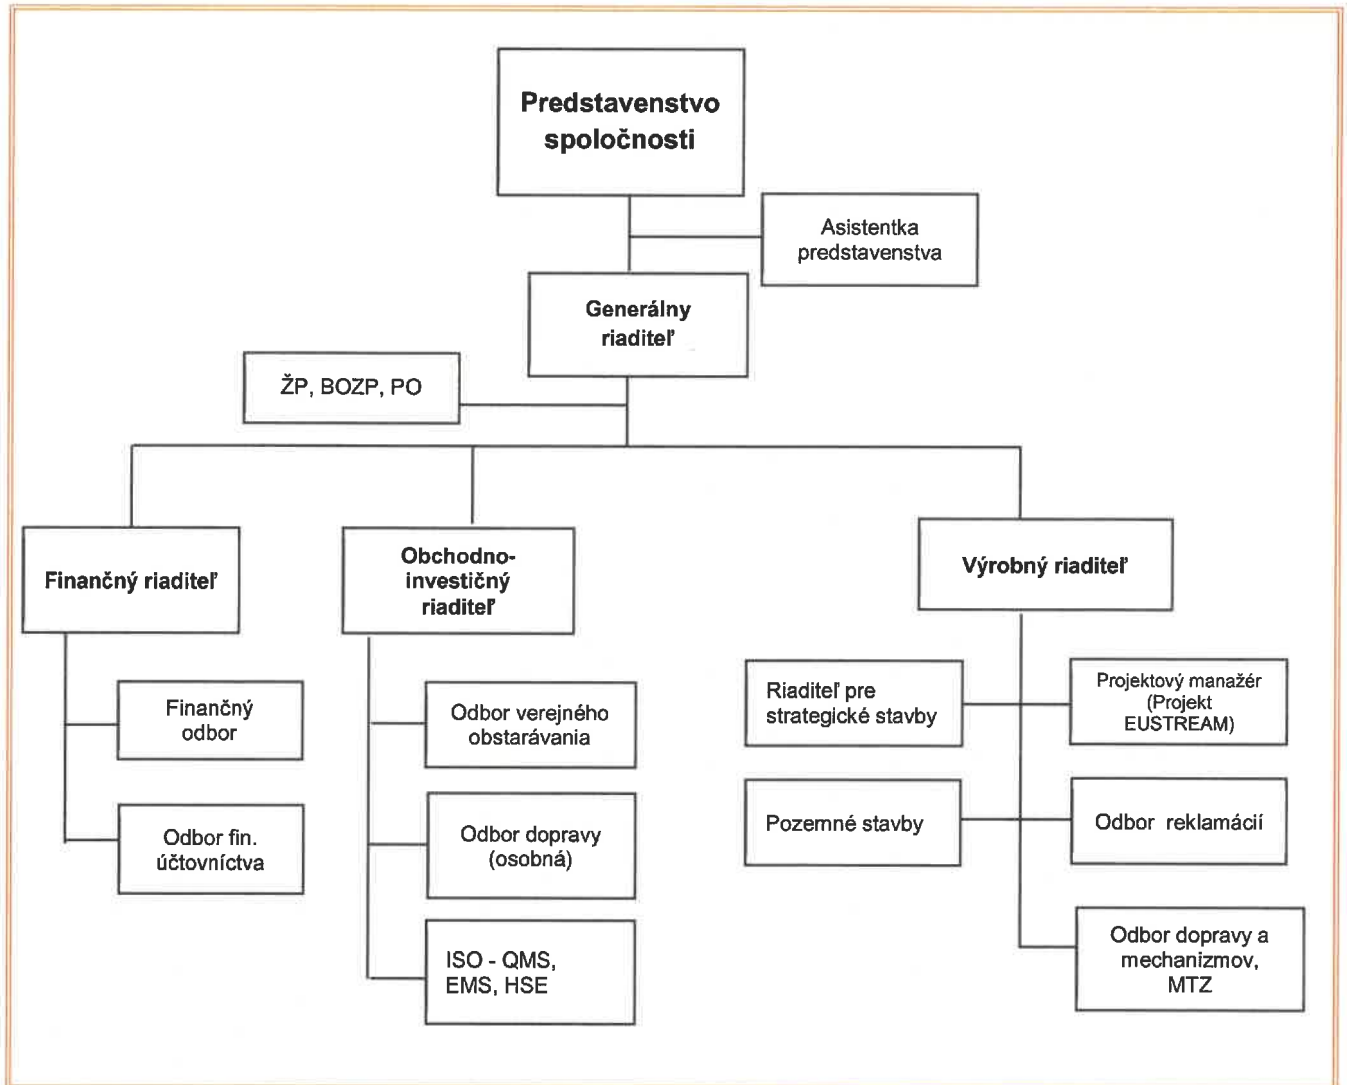 Predstavenstvo
spoločnosti
Asistentka
predstavenstva
Generálny
riaditeľ
ŽP, BOZP, PO
Finančný riaditeľ
Obchodno-
investičný
riaditeľ
Výrobný riaditeľ
Finančný
odbor
Odbor fin.
účtovníctva
Odbor verejného
obstarávania
Odbor dopravy
(osobná)
ISO - QMS,
EMS, HSE
Riaditeľ pre
strategické stavby
Pozemné stavby
Projektový manažér
(Projekt
EUSTREAM)
Odbor reklamácií
Odbor dopravy a
mechanizmov,
MTZ